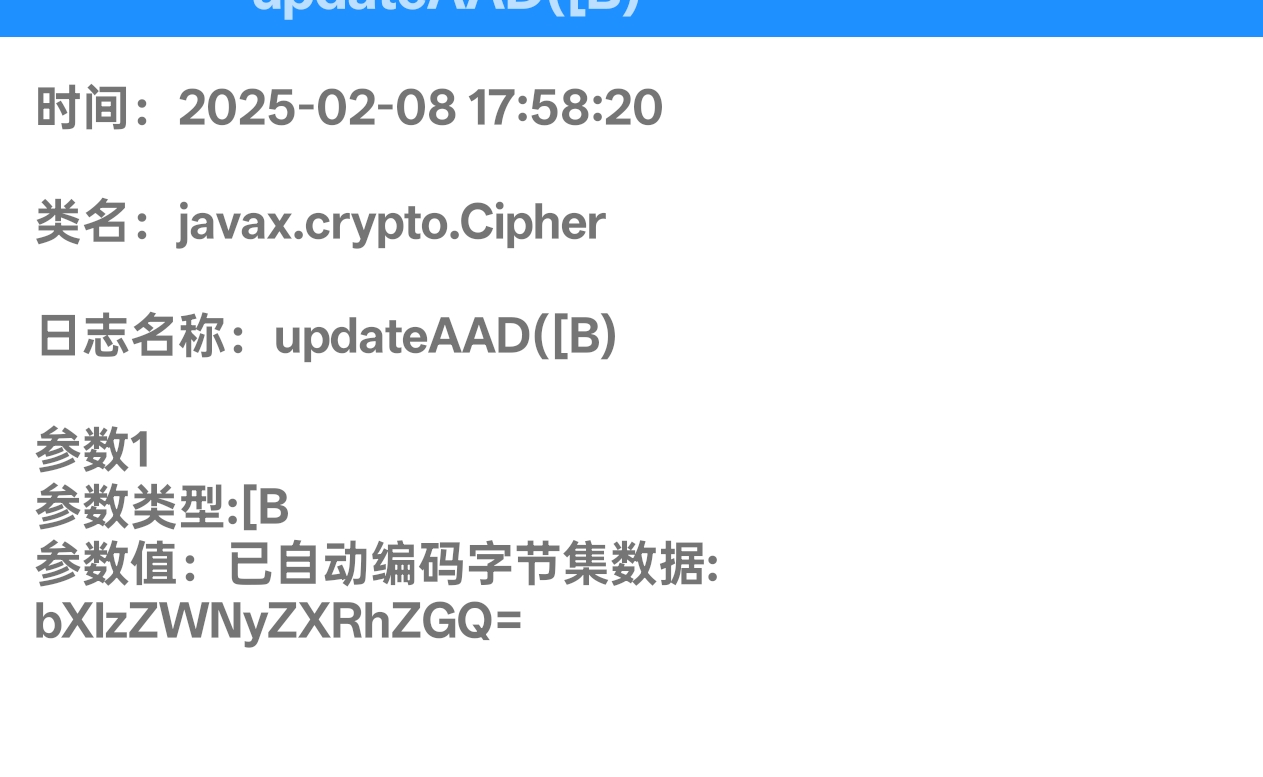 updateAAD([B)
时间：2025-02-08 17:58:20
类名：javax.crypto.Cipher
日志名称：updateAAD([B)
参数1
参数类型:[B
参数值：已自动编码字节集数据:
bXlzZWNyZXRhZGQ=